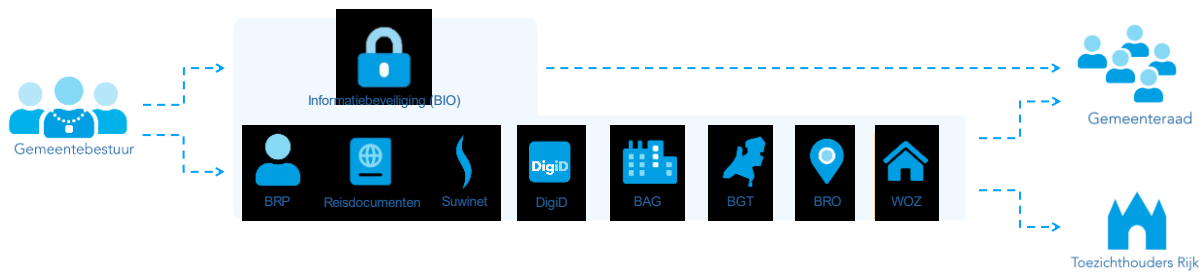 Informatiebeveiliging (BIO)
Gemeentebestuur
Gemeenteraad
DigiD
BRP
Reisdocumenten
Suwinet
DigiD
BAG
BGT
BRO
WOZ
Toezichthouders Rijk